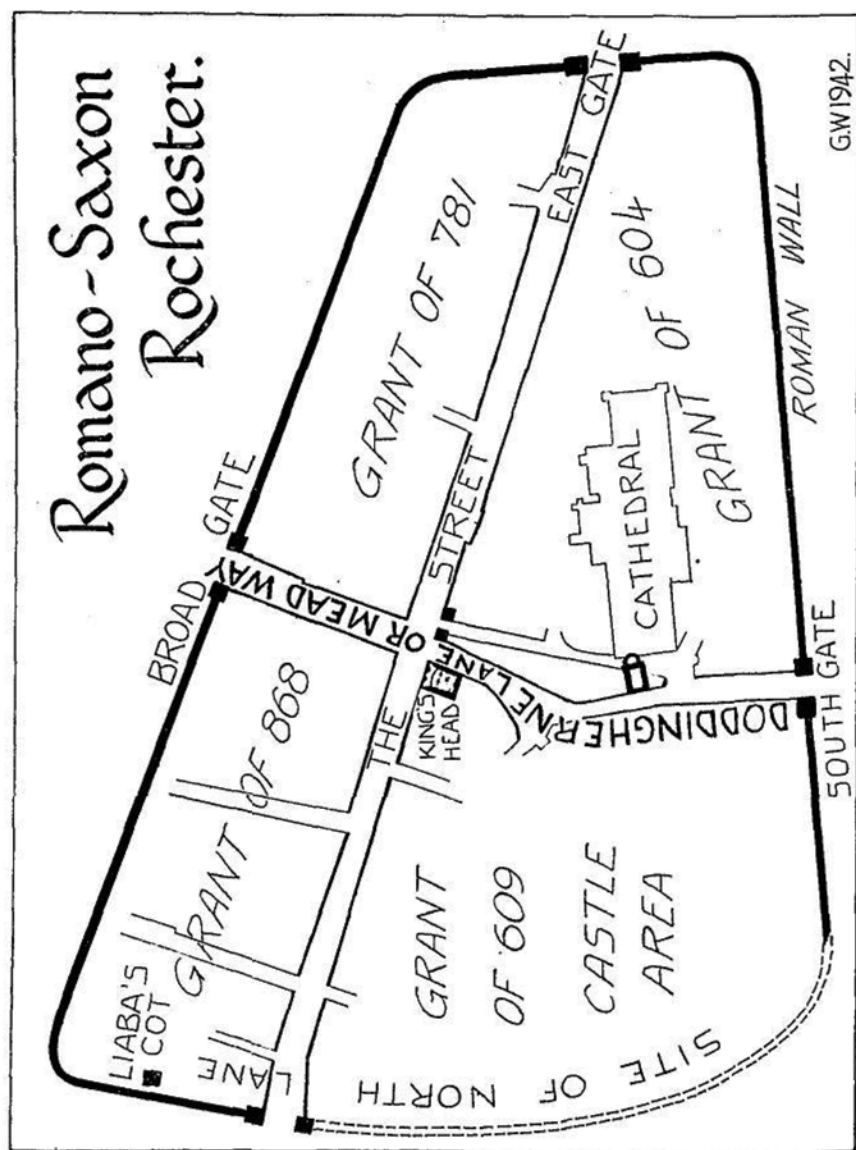 Romano-Saxon
Rochester.
BROAD GATE
OR MEAD WAY
GRANT OF 781
GRANT OF 868
LIABA'S
COT
LANE
THE STREET
EAST GATE
KING'S
HEAD
DODDINGHERNE LANE
CATHEDRAL
GRANT OF 604
GRANT
OF 609
CASTLE
AREA
SITE OF NORTH
SOUTH GATE
ROMAN WALL
G.W 1942.